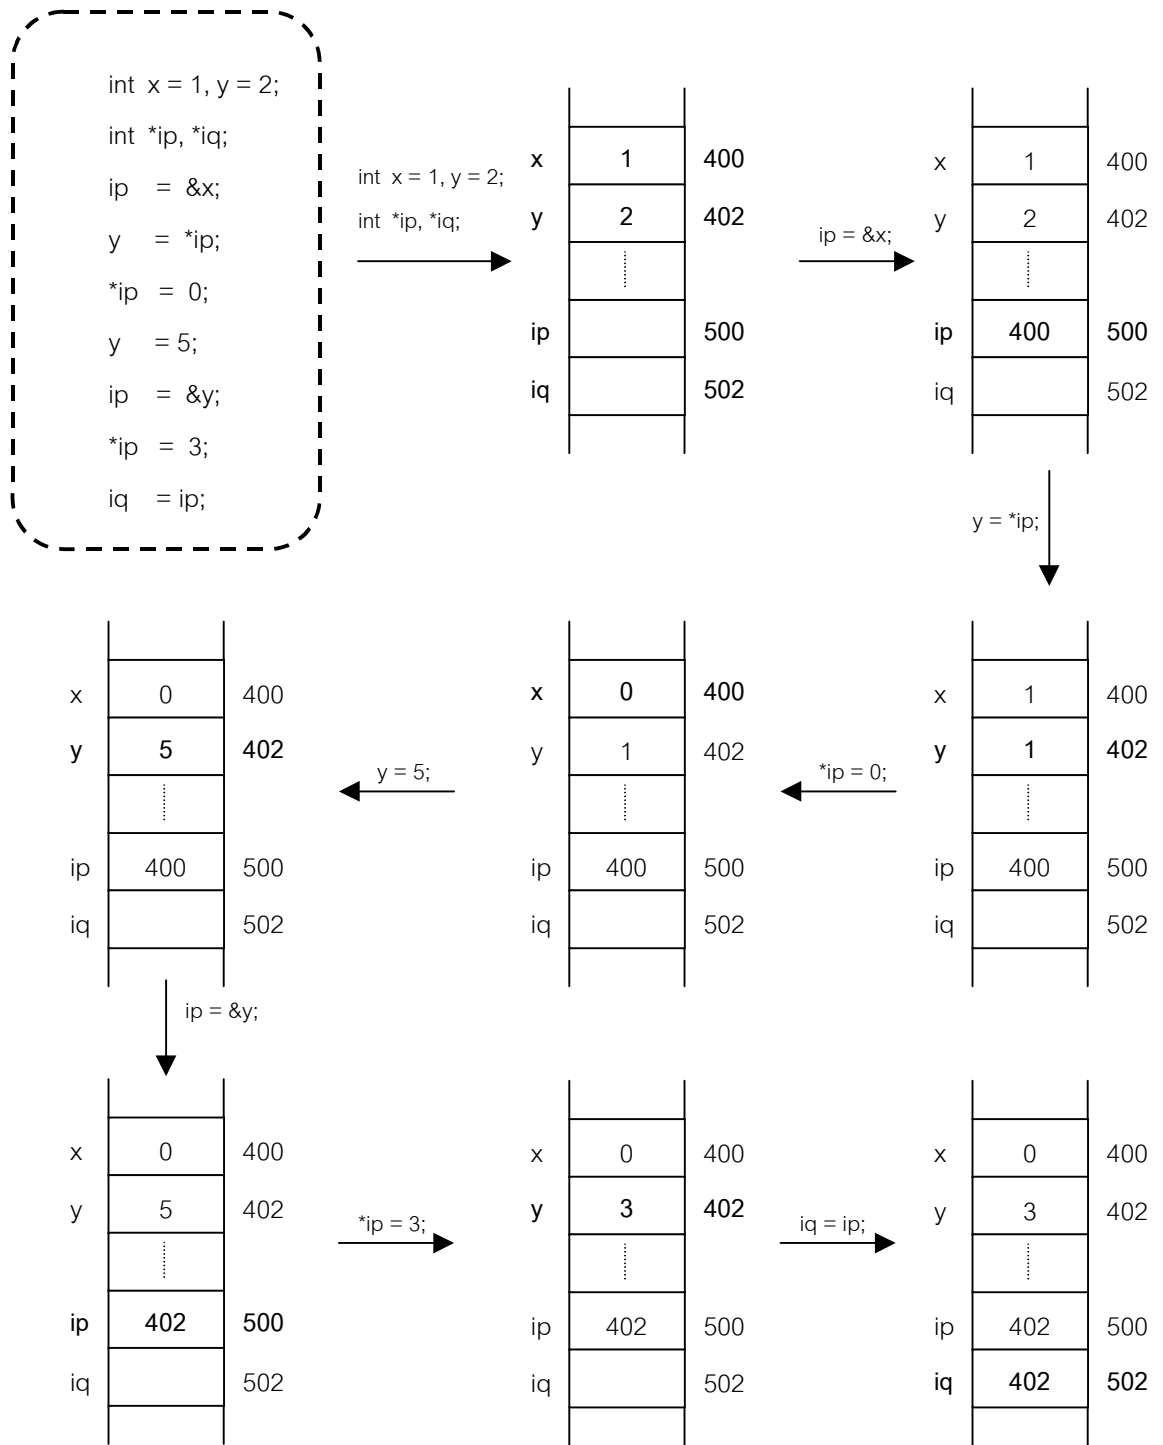 int x = 1, y = 2;
int *ip, *iq;
ip = &x;
y = *ip;
*ip = 0;
y = 5;
ip = &y;
*ip = 3;
iq = ip;
int x = 1, y = 2;
int *ip, *iq;
x 1 400
y 2 402
ip 500
iq 502
ip = &x;
x 1 400
y 2 402
ip 400 500
iq 502
y = *ip;
x 1 400
y 1 402
ip 400 500
iq 502
*ip = 0;
x 0 400
y 1 402
ip 400 500
iq 502
y = 5;
x 0 400
y 5 402
ip 400 500
iq 502
ip = &y;
x 0 400
y 5 402
ip 402 500
iq 502
*ip = 3;
x 0 400
y 3 402
ip 402 500
iq 502
iq = ip;
x 0 400
y 3 402
ip 402 500
iq 402 502